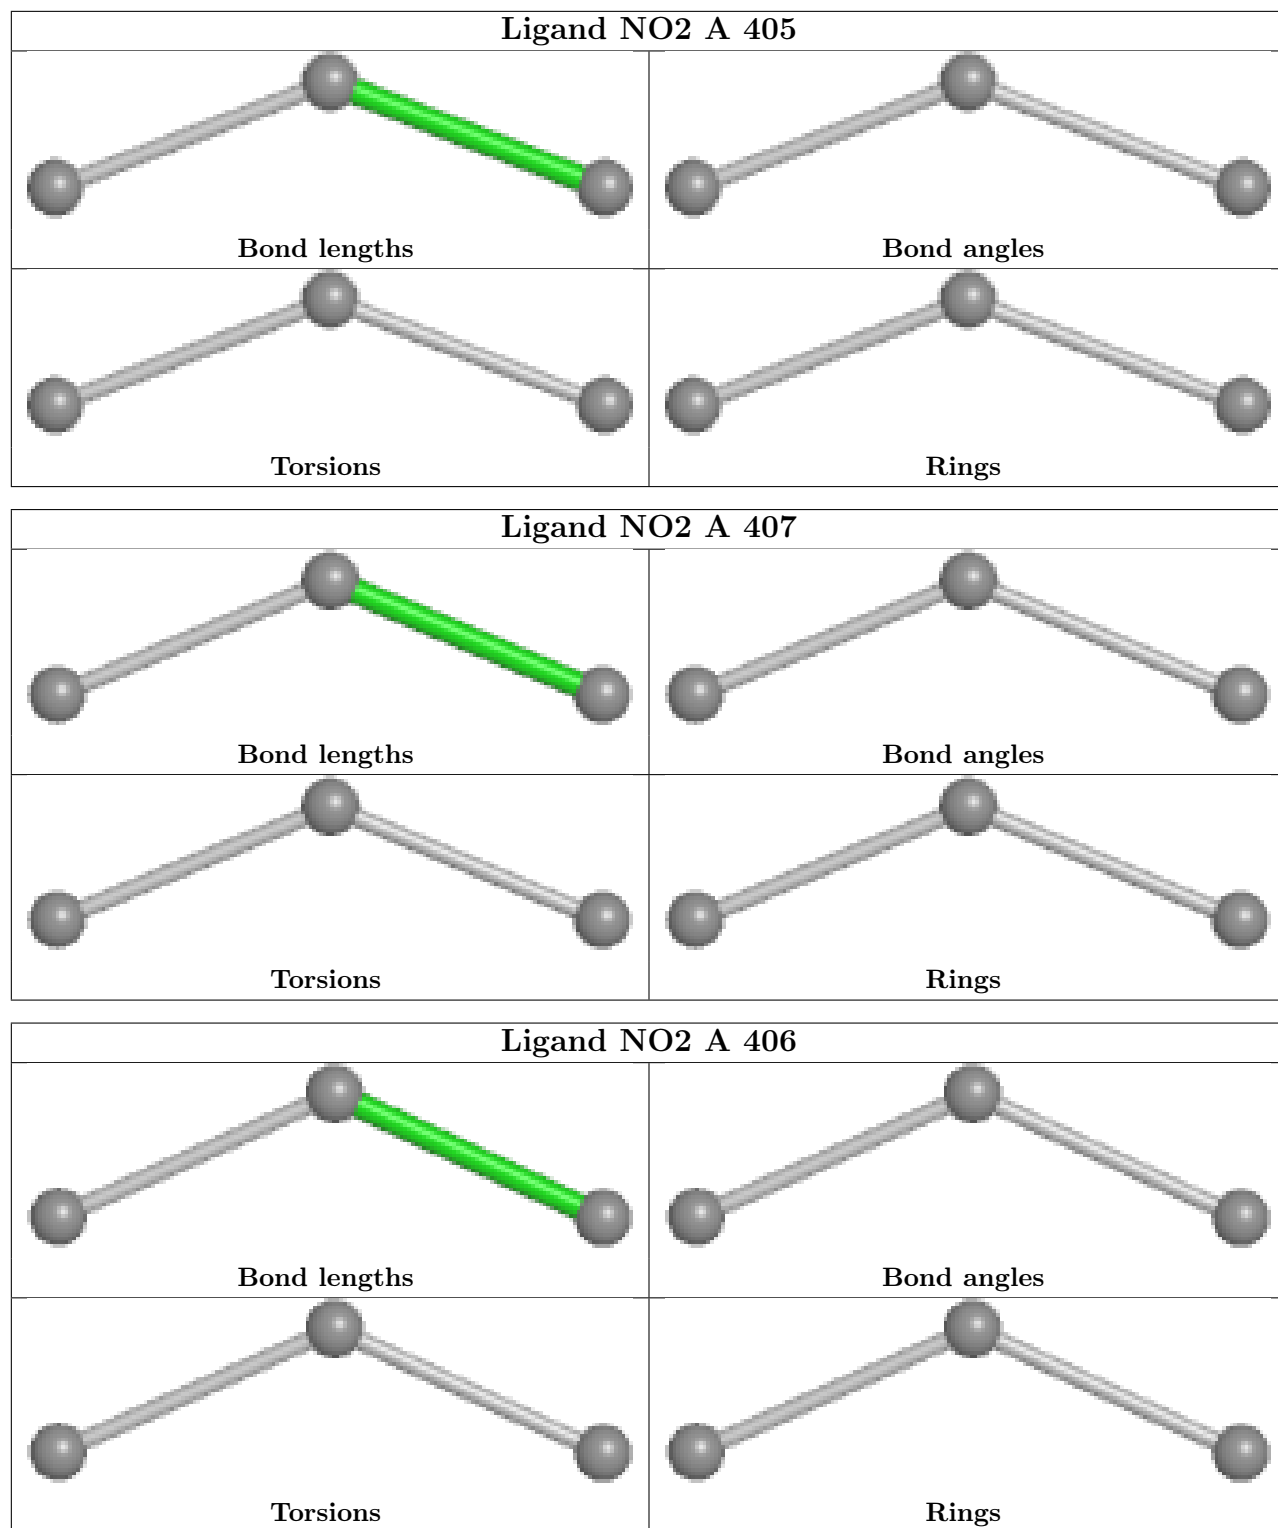 Ligand NO2 A 405
Bond lengths
Bond angles
Torsions
Rings
Ligand NO2 A 407
Bond lengths
Bond angles
Torsions
Rings
Ligand NO2 A 406
Bond lengths
Bond angles
Torsions
Rings